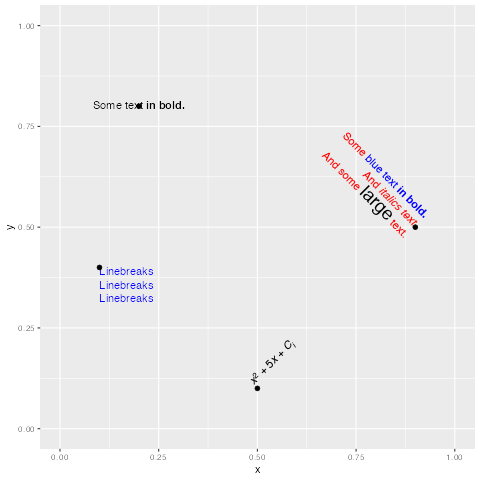 1.00
0.75
0.50
0.25
0.00
y
Some text in bold.
Some blue text in bold.
And italics text.
And some large text.
Linebreaks
Linebreaks
Linebreaks
x² + 5x + Cᵢ
0.00 0.25 0.50 0.75 1.00
x